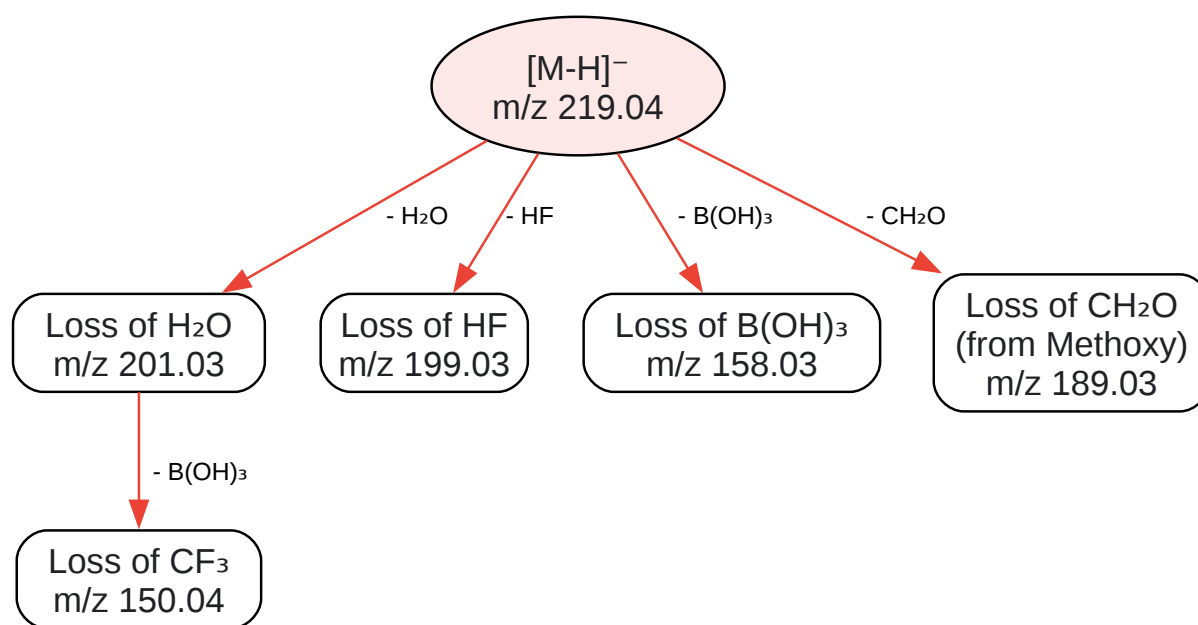 [M-H]⁻
m/z 219.04
- H₂O
- HF
- B(OH)₃
- CH₂O
Loss of H₂O
m/z 201.03
Loss of HF
m/z 199.03
Loss of B(OH)₃
m/z 158.03
Loss of CH₂O
(from Methoxy)
m/z 189.03
- B(OH)₃
Loss of CF₃
m/z 150.04